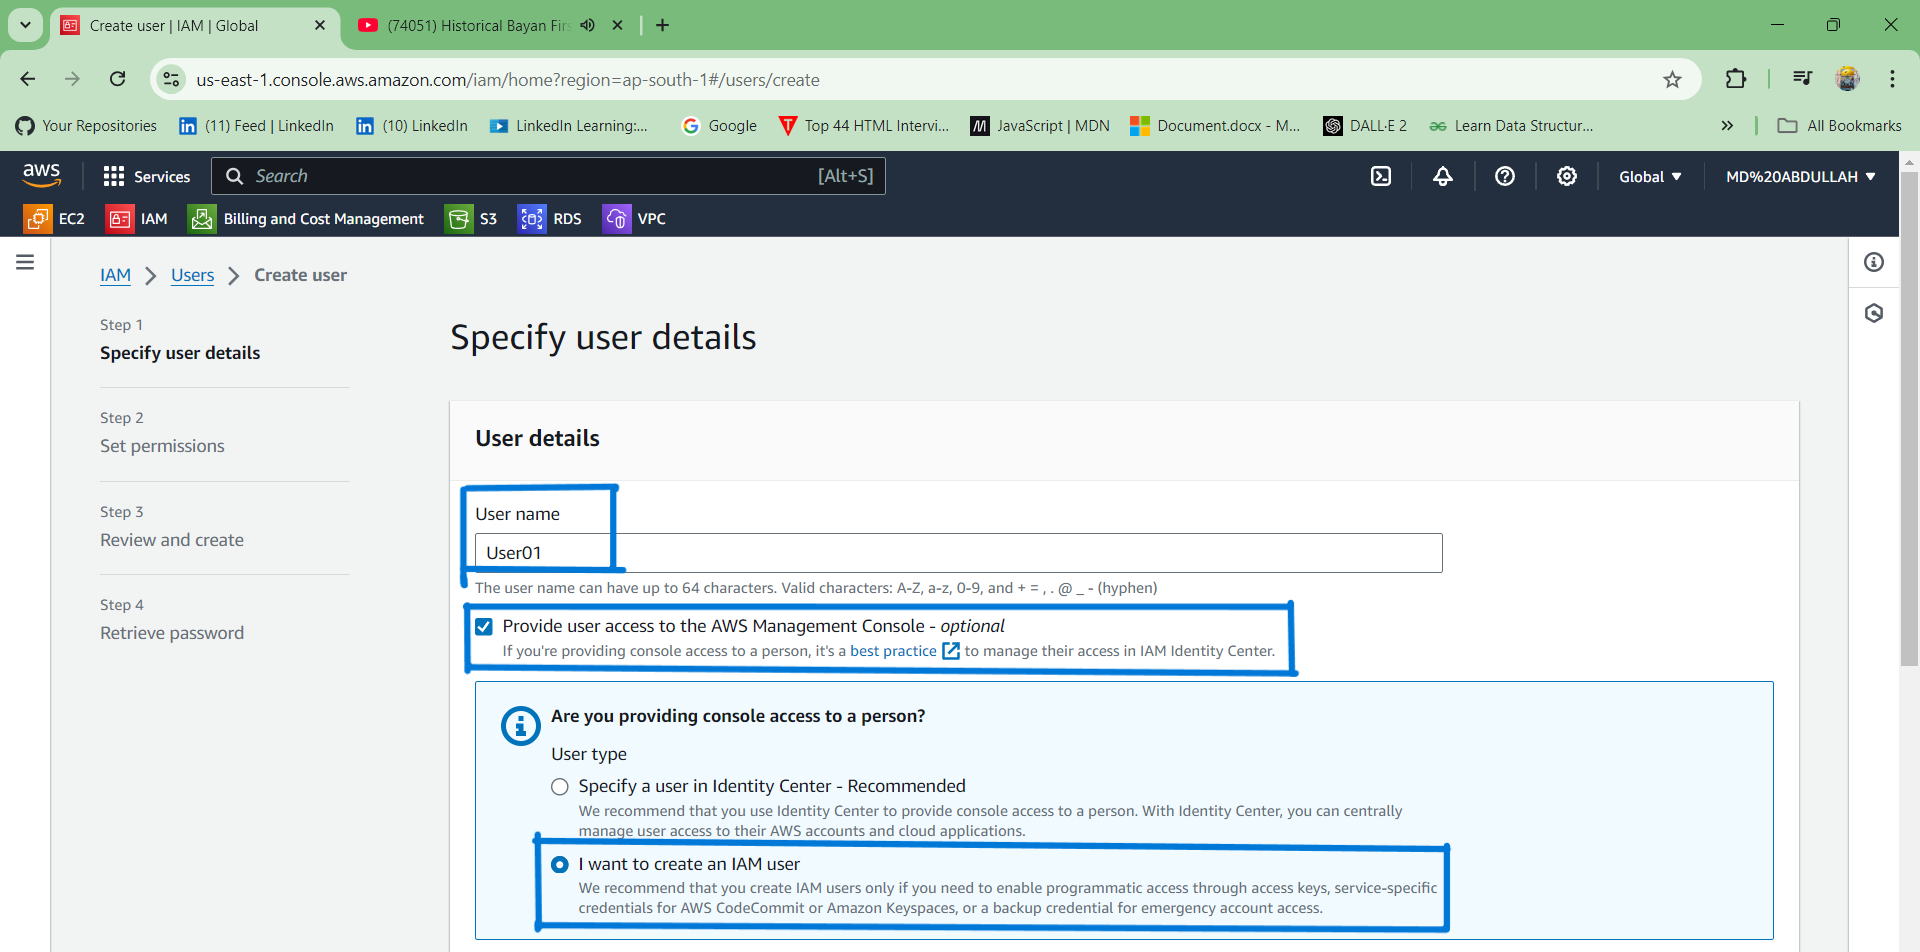 Create user | IAM | Global
(74051) Historical Bayan Firs
us-east-1.console.aws.amazon.com/iam/home?region=ap-south-1#/users/create
Your Repositories (11) Feed | LinkedIn (10) LinkedIn LinkedIn Learning:... Google Top 44 HTML Intervi... JavaScript | MDN Document.docx - M... DALL·E 2 Learn Data Structur... All Bookmarks
aws Services Search [Alt+S] Global MD%20ABDULLAH
EC2 IAM Billing and Cost Management S3 RDS VPC
IAM Users Create user
Step 1
Specify user details
Step 2
Set permissions
Step 3
Review and create
Step 4
Retrieve password
Specify user details
User details
User name
User01
The user name can have up to 64 characters. Valid characters: A-Z, a-z, 0-9, and + = , . @ _ - (hyphen)
Provide user access to the AWS Management Console - optional
If you're providing console access to a person, it's a best practice to manage their access in IAM Identity Center.
Are you providing console access to a person?
User type
Specify a user in Identity Center - Recommended
We recommend that you use Identity Center to provide console access to a person. With Identity Center, you can centrally
manage user access to their AWS accounts and cloud applications.
I want to create an IAM user
We recommend that you create IAM users only if you need to enable programmatic access through access keys, service-specific
credentials for AWS CodeCommit or Amazon Keyspaces, or a backup credential for emergency account access.